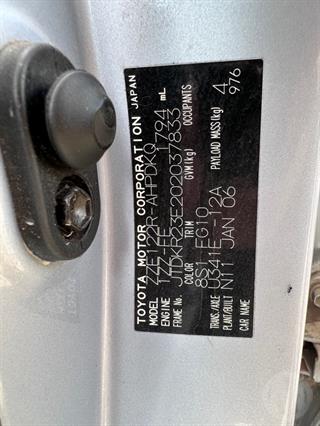 TOYOTA MOTOR CORPORATION JAPAN
MODEL ZZE122R-AHPDKQ
ENGINE 1ZZ-FE 1794 mL
FRAME No. JTDKR23E202037833
COLOR TRIM GVM(kg) OCCUPANTS
8S1 EG10 4
TRANS./AXLE U341E -12A PAYLOAD MASS(kg) 976
PLANT/BUILT N11 JAN 06
CAR NAME